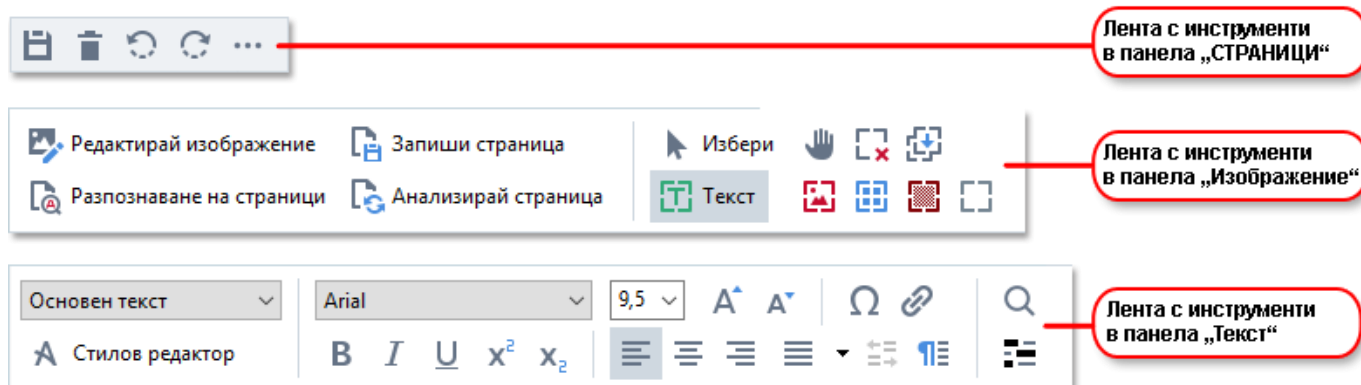 Лента с инструменти
в панела „СТРАНИЦИ“
Редактирай изображение
Запиши страница
Избери
Разпознаване на страници
Анализирай страница
Текст
Лента с инструменти
в панела „Изображение“
Основен текст
Arial
9,5
Стилов редактор
Лента с инструменти
в панела „Текст“